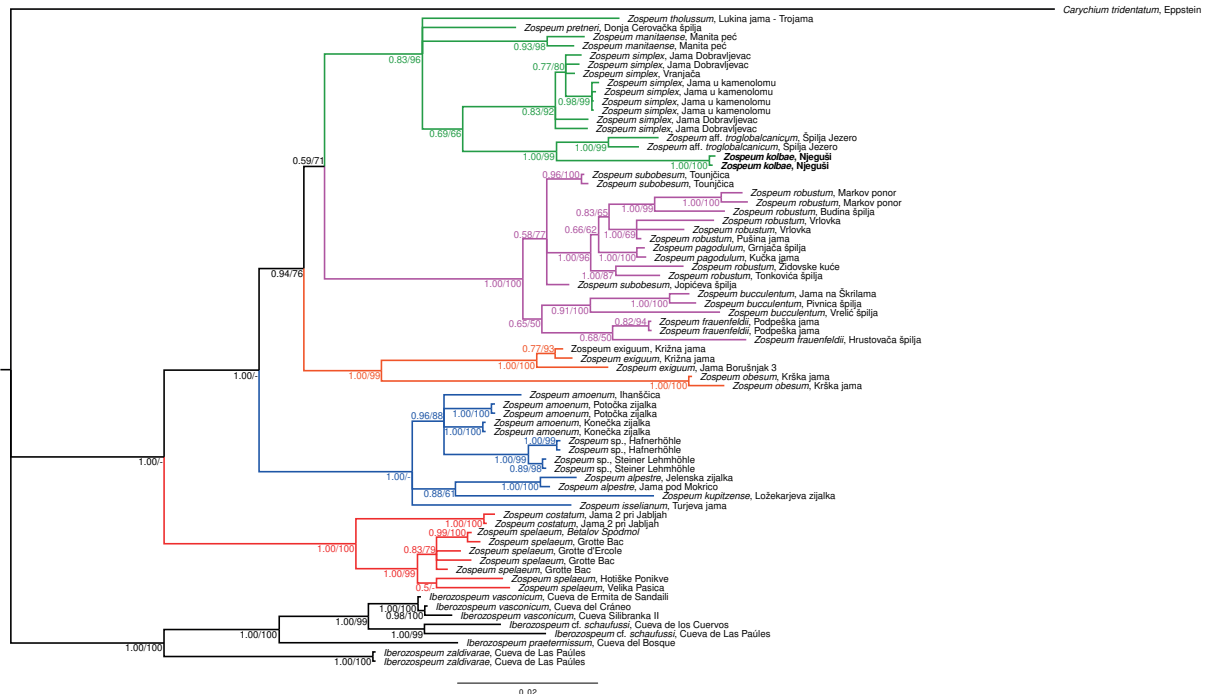 Carychium tridentatum, Eppstein
Zospeum tholussum, Lukina jama - Trojama
Zospeum pretneri, Donja Cerovačka špilja
0.93/98
Zospeum manitaense, Manita peć
Zospeum manitaense, Manita peć
0.83/96
Zospeum simplex, Jama Dobravljevac
0.77/80
Zospeum simplex, Jama Dobravljevac
Zospeum simplex, Vranjača
Zospeum simplex, Jama u kamenolomu
Zospeum simplex, Jama u kamenolomu
0.98/99
Zospeum simplex, Jama u kamenolomu
Zospeum simplex, Jama u kamenolomu
0.83/92
Zospeum simplex, Jama Dobravljevac
Zospeum simplex, Jama Dobravljevac
0.69/66
Zospeum aff. troglobalcanicum, Špilja Jezero
1.00/99
Zospeum aff. troglobalcanicum, Špilja Jezero
1.00/99
Zospeum kolbae, Njeguši
1.00/100
Zospeum kolbae, Njeguši
0.59/71
0.96/100
Zospeum subobesum, Tounjčica
Zospeum subobesum, Tounjčica
Zospeum robustum, Markov ponor
1.00/100
Zospeum robustum, Markov ponor
1.00/99
Zospeum robustum, Budina špilja
0.83/65
Zospeum robustum, Vrlovka
0.66/62
Zospeum robustum, Vrlovka
1.00/69
Zospeum robustum, Pušina jama
0.58/77
Zospeum pagodulum, Grnjača špilja
1.00/96
1.00/100
Zospeum pagodulum, Kučka jama
Zospeum robustum, Židovske kuće
1.00/87
Zospeum robustum, Tonkovića špilja
0.94/76
1.00/100
Zospeum subobesum, Jopićeva špilja
Zospeum bucculentum, Jama na Škrilama
1.00/100
Zospeum bucculentum, Pivnica špilja
0.91/100
Zospeum bucculentum, Vrelić špilja
0.65/50
0.82/94
Zospeum frauenfeldii, Podpeška jama
Zospeum frauenfeldii, Podpeška jama
0.68/50
Zospeum frauenfeldii, Hrustovača špilja
0.77/93
Zospeum exiguum, Križna jama
Zospeum exiguum, Križna jama
1.00/100
Zospeum exiguum, Jama Borušnjak 3
1.00/-
1.00/99
Zospeum obesum, Krška jama
1.00/100
Zospeum obesum, Krška jama
Zospeum amoenum, Ihanščica
Zospeum amoenum, Potočka zijalka
0.96/88
1.00/100
Zospeum amoenum, Potočka zijalka
Zospeum amoenum, Konečka zijalka
1.00/100
Zospeum amoenum, Konečka zijalka
1.00/99
Zospeum sp., Hafnerhöhle
Zospeum sp., Hafnerhöhle
1.00/99
Zospeum sp., Steiner Lehmhöhle
0.89/98
Zospeum sp., Steiner Lehmhöhle
1.00/-
1.00/-
Zospeum alpestre, Jelenska zijalka
1.00/100
Zospeum alpestre, Jama pod Mokrico
0.88/61
Zospeum kupitzense, Ložekarjeva zijalka
Zospeum isselianum, Turjeva jama
Zospeum costatum, Jama 2 pri Jabljah
1.00/100
Zospeum costatum, Jama 2 pri Jabljah
0.99/100
Zospeum spelaeum, Betalov Spodmol
Zospeum spelaeum, Grotte Bac
1.00/100
0.83/79
Zospeum spelaeum, Grotte d'Ercole
Zospeum spelaeum, Grotte Bac
1.00/99
Zospeum spelaeum, Grotte Bac
Zospeum spelaeum, Hotiške Ponikve
0.5/-
Zospeum spelaeum, Velika Pasica
Iberozospeum vasconicum, Cueva de Ermita de Sandaili
1.00/100
Iberozospeum vasconicum, Cueva del Cráneo
0.98/100
Iberozospeum vasconicum, Cueva Silibranka II
1.00/99
Iberozospeum cf. schaufussi, Cueva de los Cuervos
1.00/100
1.00/99
Iberozospeum cf. schaufussi, Cueva de Las Paúles
1.00/100
Iberozospeum praetermissum, Cueva del Bosque
Iberozospeum zaldivarae, Cueva de Las Paúles
1.00/100
Iberozospeum zaldivarae, Cueva de Las Paúles
0.02